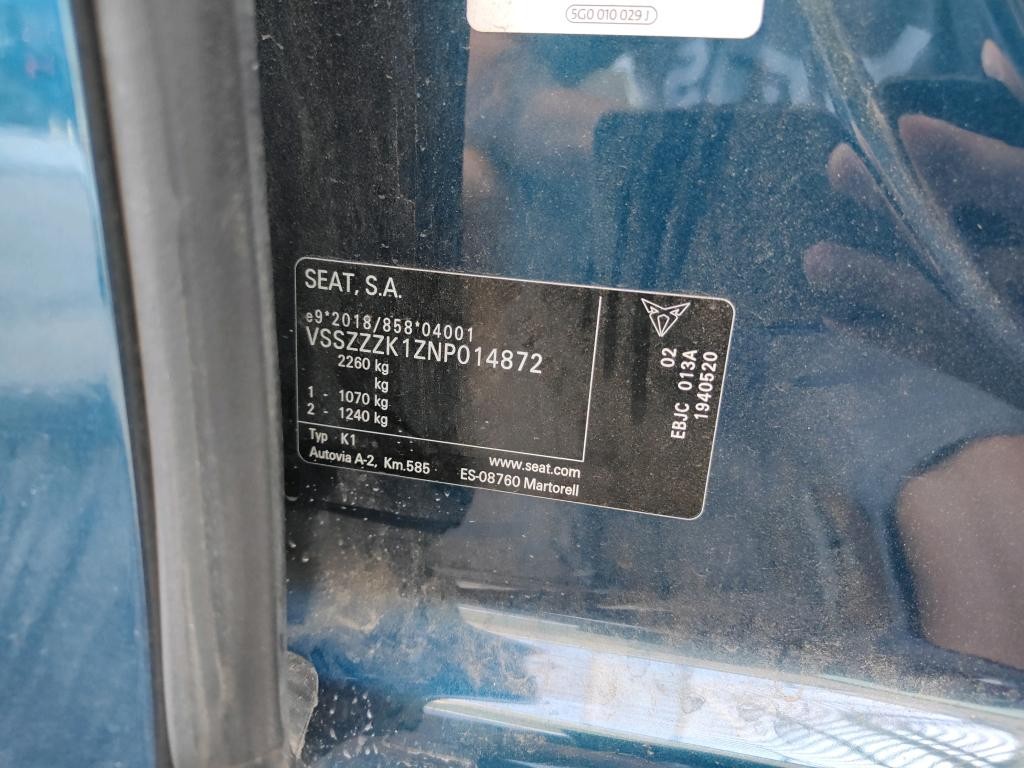 5G0 010 029 J
SEAT, S.A.
e9*2018/858*04001
VSSZZZK1ZNP014872
2260 kg
kg
1 - 1070 kg
2 - 1240 kg
Typ K1
www.seat.com
Autovia A-2, Km.585
ES-08760 Martorell
02
EBJC 013A
1940520